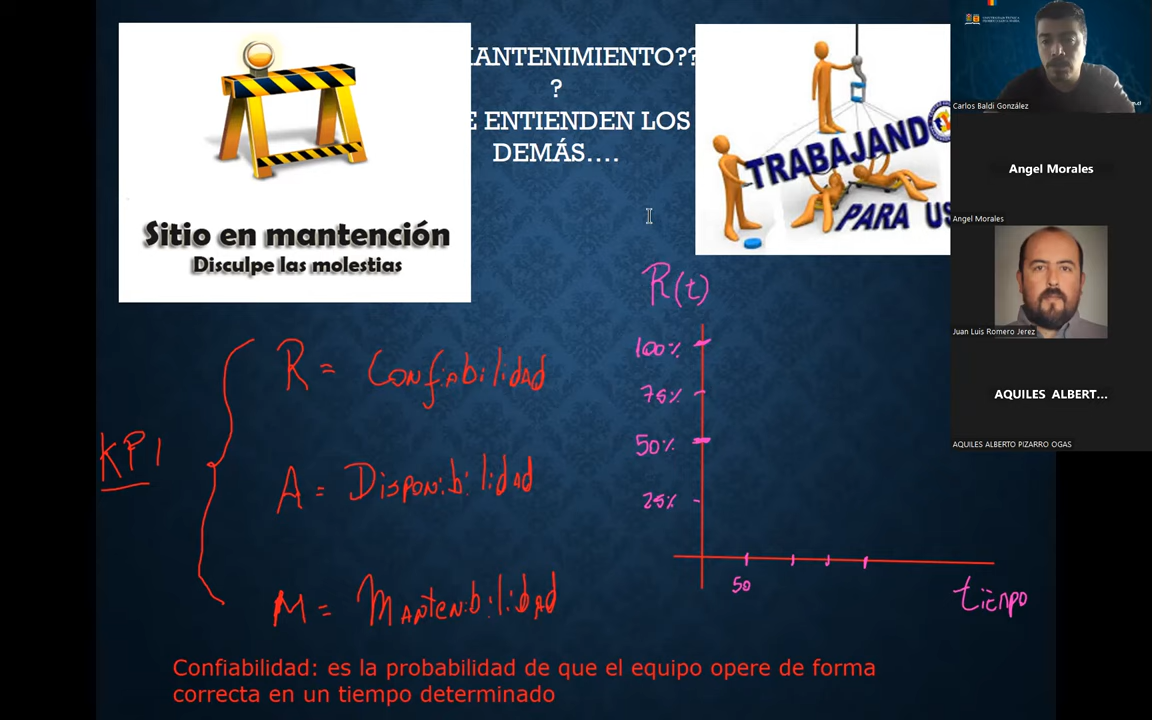 MANTENIMIENTO??
?
E ENTIENDEN LOS
DEMÁS....
Sitio en mantención
Disculpe las molestias
TRABAJANDO
PARA US
Carlos Baldi González
Angel Morales
Angel Morales
Juan Luis Romero Jerez
AQUILES ALBERT...
AQUILES ALBERTO PIZARRO OGAS
KPI
R = Confiabilidad
A = Disponibilidad
M = Mantenibilidad
R(t)
100%
75%
50%
25%
50
tiempo
Confiabilidad: es la probabilidad de que el equipo opere de forma
correcta en un tiempo determinado